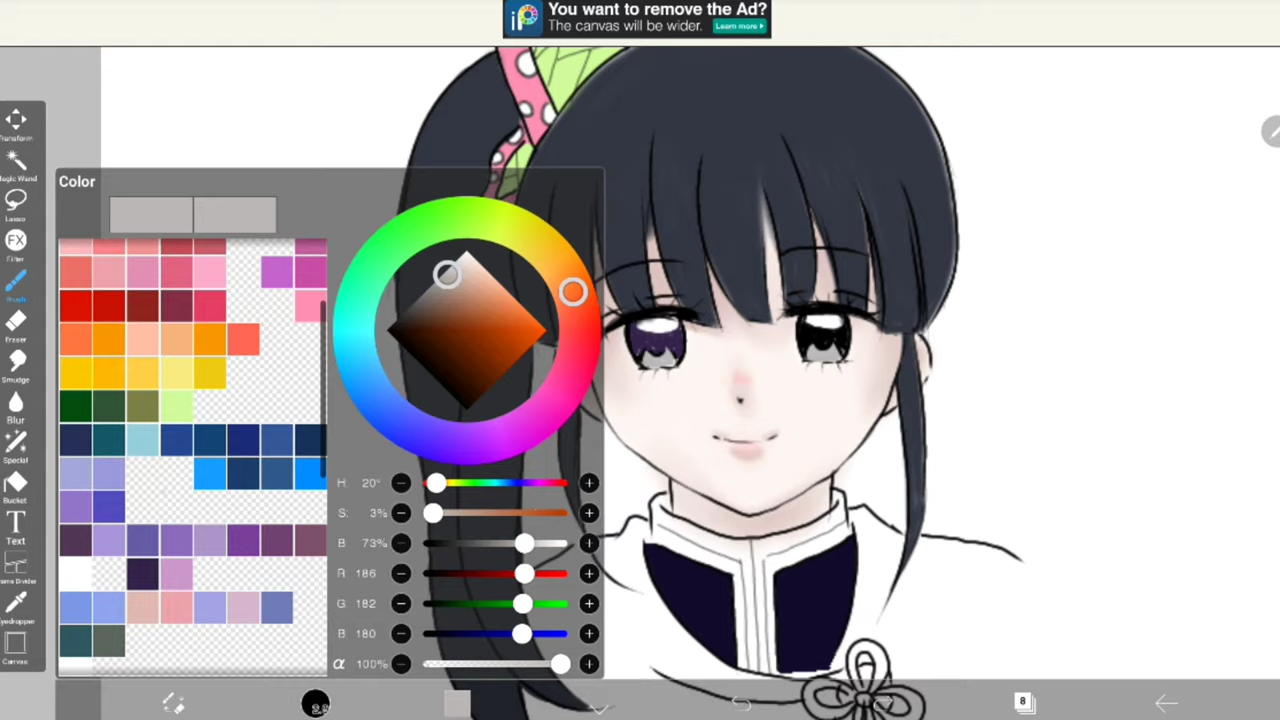 You want to remove the Ad?
The canvas will be wider.
Learn more
iP
Transform
Magic Wand
Lasso
FX
Filter
Brush
Eraser
Smudge
Blur
Special
Bucket
T
Text
Frame Divider
Eyedropper
Canvas
Color
H: 20°
S: 3%
B: 73%
R: 186
G: 182
B: 180
α 100%
8